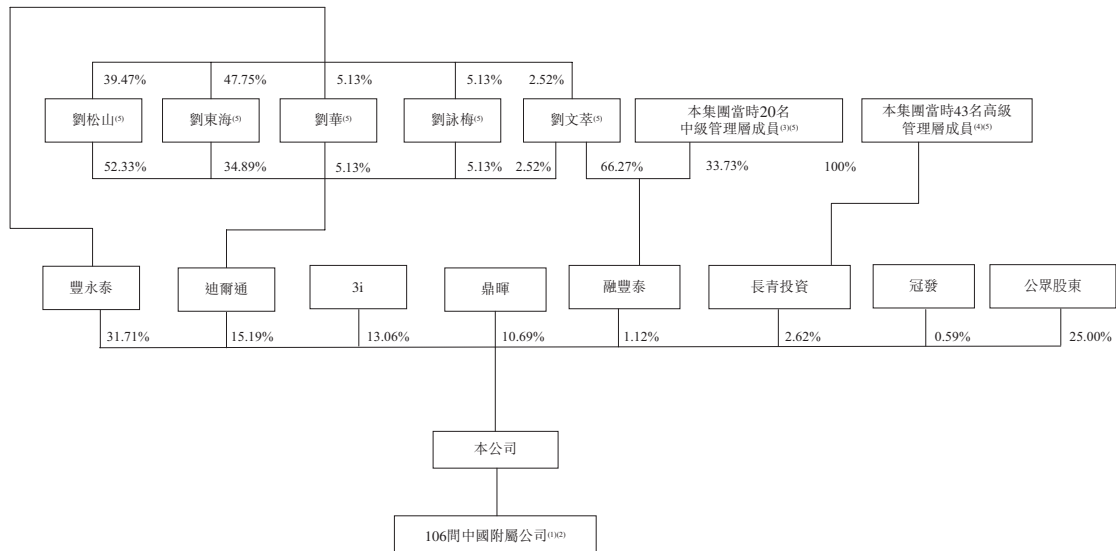 39.47% 47.75% 5.13% 5.13% 2.52%
劉松山(5) 劉東海(5) 劉華(5) 劉詠梅(5) 劉文萃(5) 本集團當時20名 本集團當時43名高級
中級管理層成員(3)(5) 管理層成員(4)(5)
52.33% 34.89% 5.13% 5.13% 2.52% 66.27% 33.73% 100%
豐永泰 迪爾通 3i 鼎暉 融豐泰 長青投資 冠發 公眾股東
31.71% 15.19% 13.06% 10.69% 1.12% 2.62% 0.59% 25.00%
本公司
106間中國附屬公司(1)(2)